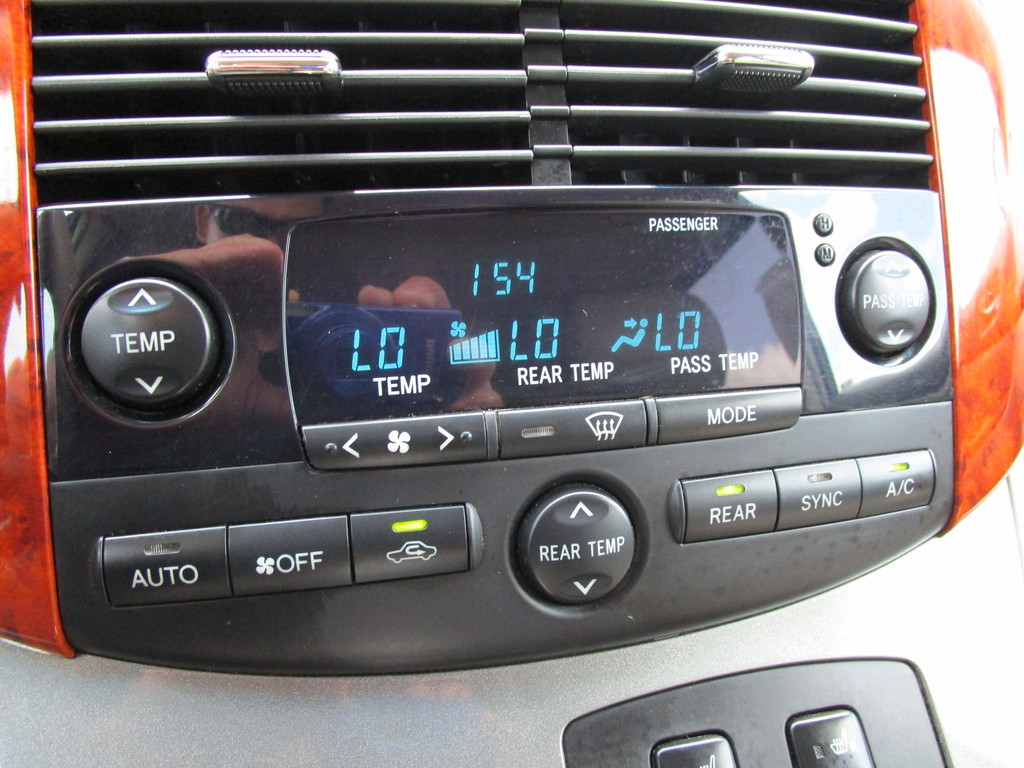 PASSENGER
154
LO LO LO
TEMP REAR TEMP PASS TEMP
TEMP
PASS TEMP
H
M
< > MODE
AUTO OFF
REAR TEMP
REAR SYNC A/C